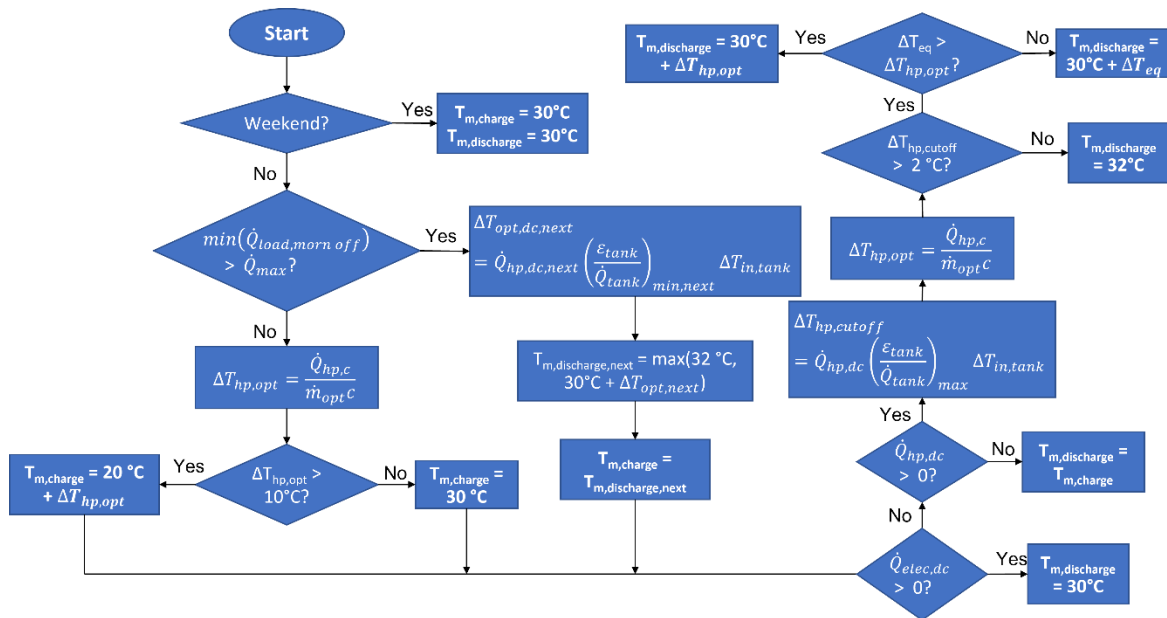 Start
Weekend?
Yes
T_m,charge = 30°C
T_m,discharge = 30°C
No
min(Q̇_load,morn off)
> Q̇_max?
Yes
ΔT_opt,dc,next
= Q̇_hp,dc,next (ε_tank / Q̇_tank)_min,next ΔT_in,tank
T_m,discharge,next = max(32 °C,
30°C + ΔT_opt,next)
T_m,charge =
T_m,discharge,next
No
ΔT_hp,opt = Q̇_hp,c / ṁ_opt c
ΔT_hp,opt >
10°C?
Yes
T_m,charge = 20 °C
+ ΔT_hp,opt
No
T_m,charge =
30 °C
Q̇_elec,dc
> 0?
Yes
T_m,discharge
= 30°C
No
Q̇_hp,dc
> 0?
No
T_m,discharge =
T_m,charge
Yes
ΔT_hp,cutoff
= Q̇_hp,dc (ε_tank / Q̇_tank)_max ΔT_in,tank
ΔT_hp,opt = Q̇_hp,c / ṁ_opt c
ΔT_hp,cutoff
> 2 °C?
No
T_m,discharge
= 32°C
Yes
ΔT_eq >
ΔT_hp,opt?
Yes
T_m,discharge = 30°C
+ ΔT_hp,opt
No
T_m,discharge =
30°C + ΔT_eq